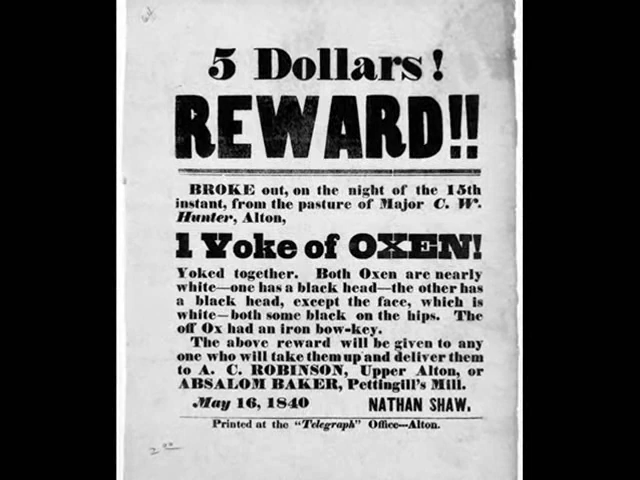 5 Dollars!
REWARD!!
BROKE out, on the night of the 15th
instant, from the pasture of Major C. W.
Hunter, Alton,
1 Yoke of OXEN!
Yoked together. Both Oxen are nearly
white—one has a black head—the other has
a black head, except the face, which is
white—both some black on the hips. The
off Ox had an iron bow-key.
The above reward will be given to any
one who will take them up and deliver them
to A. C. ROBINSON, Upper Alton, or
ABSALOM BAKER, Pettingill's Mill.
May 16, 1840 NATHAN SHAW.
Printed at the "Telegraph" Office---Alton.